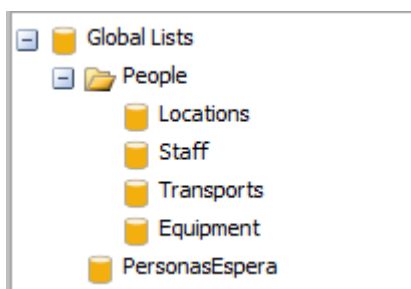 Global Lists
People
Locations
Staff
Transports
Equipment
PersonasEspera